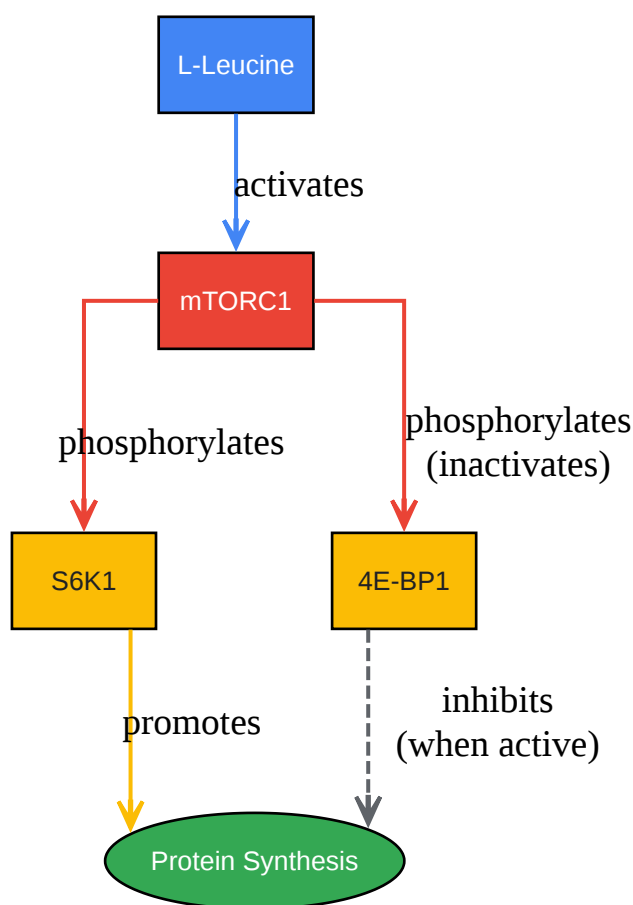 L-Leucine
activates
mTORC1
phosphorylates
phosphorylates
(inactivates)
S6K1
4E-BP1
promotes
inhibits
(when active)
Protein Synthesis